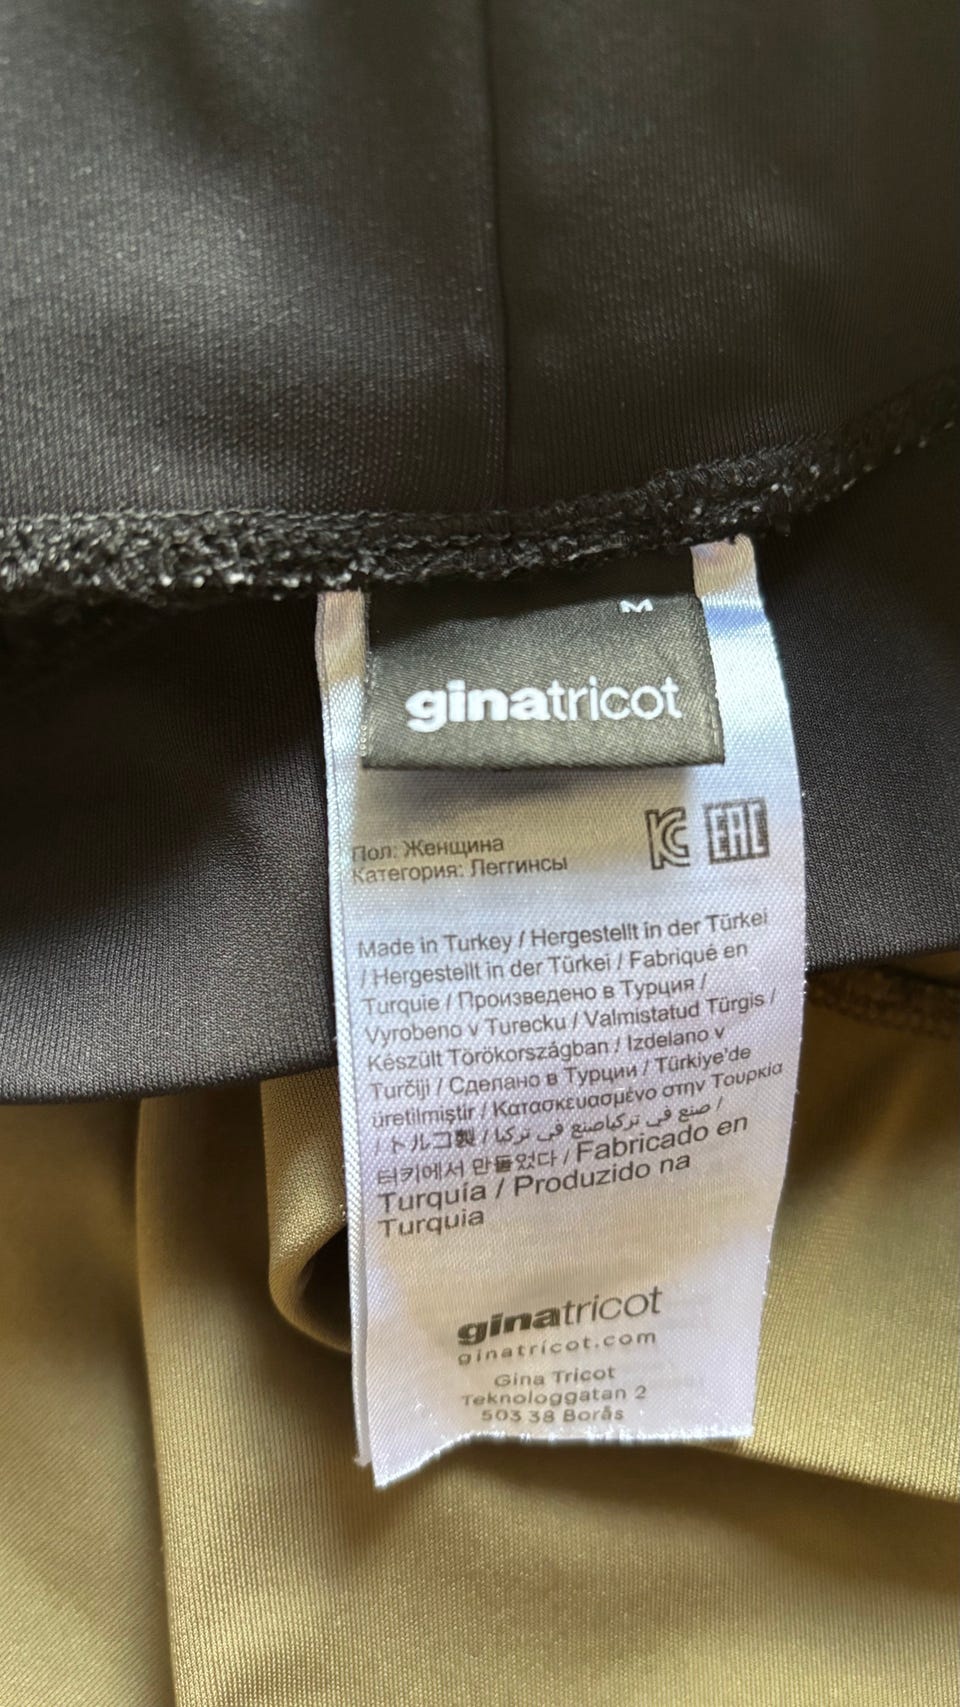 M
ginatricot
Пол: Женщина
Категория: Леггинсы
KC EAC
Made in Turkey / Hergestellt in der Türkei
/ Hergestellt in der Türkei / Fabriqué en
Turquie / Произведено в Турция /
Vyrobeno v Turecku / Valmistatud Türgis /
Készült Törökországban / Izdelano v
Turčiji / Сделано в Турции / Türkiye'de
üretilmiştir / Κατασκευασμένο στην Τουρκία
/ トルコ製 / صنع في تركياصنع في تركيا /
터키에서 만들었다 / Fabricado en
Turquía / Produzido na
Turquia
ginatricot
ginatricot.com
Gina Tricot
Teknologgatan 2
503 38 Borås